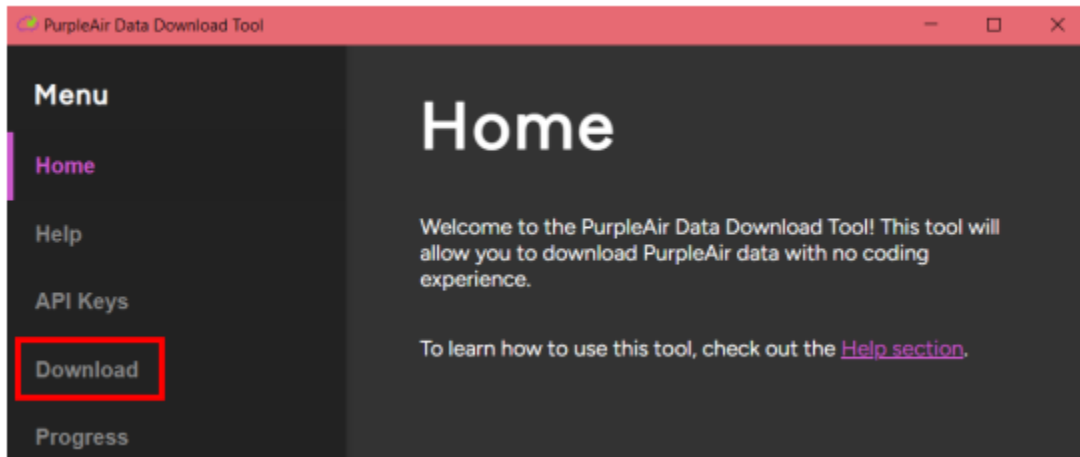 PurpleAir Data Download Tool
Menu
Home
Help
API Keys
Download
Progress
Home
Welcome to the PurpleAir Data Download Tool! This tool will
allow you to download PurpleAir data with no coding
experience.
To learn how to use this tool, check out the Help section.